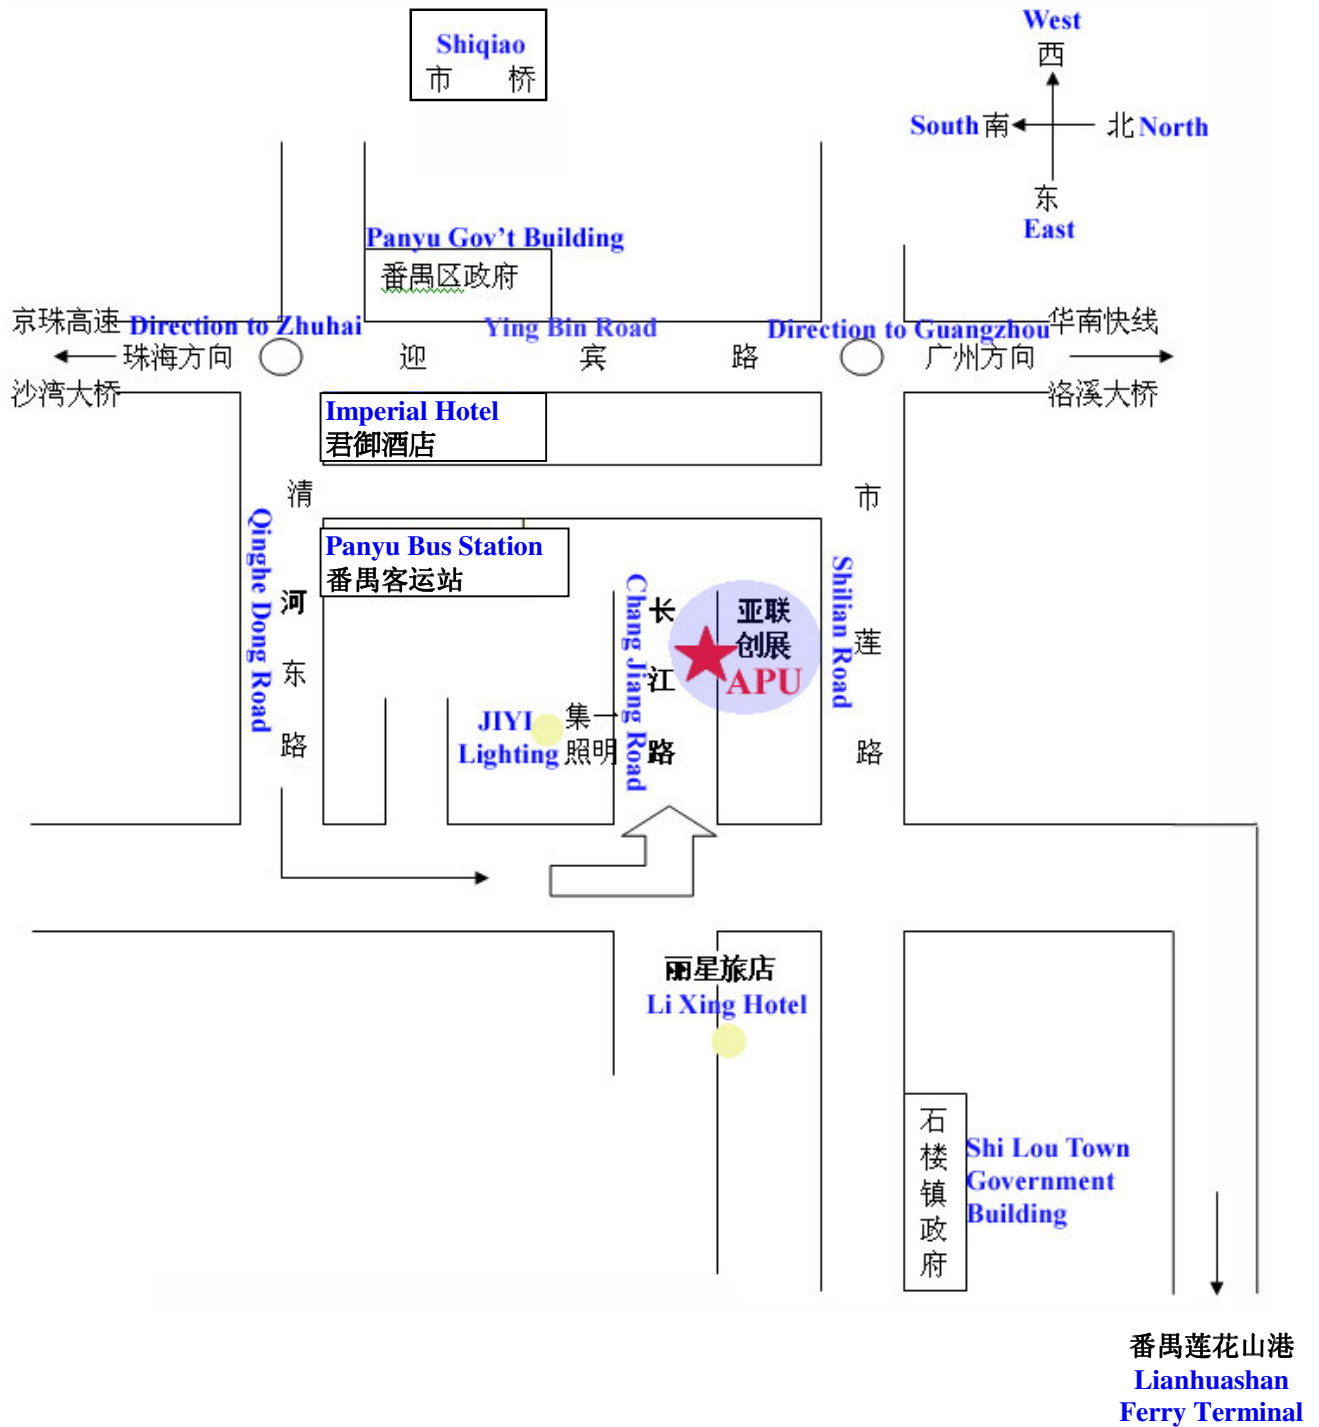 West
西
Shiqiao
市 桥
South 南
北 North
东
East
Panyu Gov't Building
番禺区政府
京珠高速
Direction to Zhuhai
Ying Bin Road
Direction to Guangzhou
华南快线
珠海方向
迎 宾 路
广州方向
沙湾大桥
洛溪大桥
Imperial Hotel
君御酒店
清河东路
Qinghe Dong Road
Panyu Bus Station
番禺客运站
Chang Jiang Road
长江路
亚联
创展
APU
Shilian Road
市莲路
JIYI
Lighting
集一
照明
丽星旅店
Li Xing Hotel
石楼镇政府
Shi Lou Town
Government
Building
番禺莲花山港
Lianhuashan
Ferry Terminal